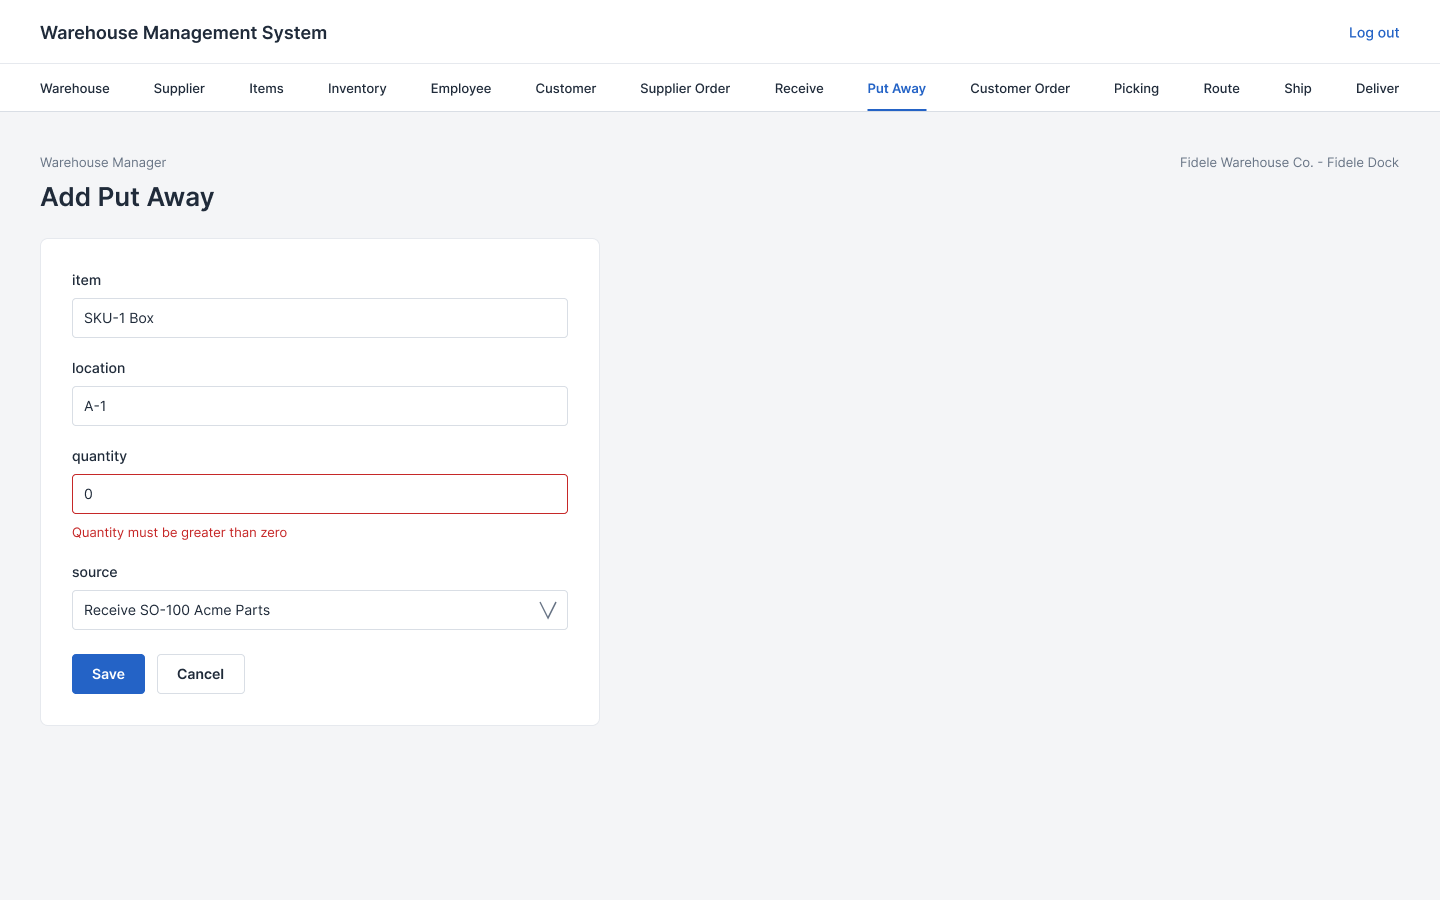 Warehouse Management System
Log out
Warehouse Supplier Items Inventory Employee Customer Supplier Order Receive Put Away Customer Order Picking Route Ship Deliver
Warehouse Manager
Fidele Warehouse Co. - Fidele Dock
Add Put Away
item
SKU-1 Box
location
A-1
quantity
0
Quantity must be greater than zero
source
Receive SO-100 Acme Parts
Save Cancel